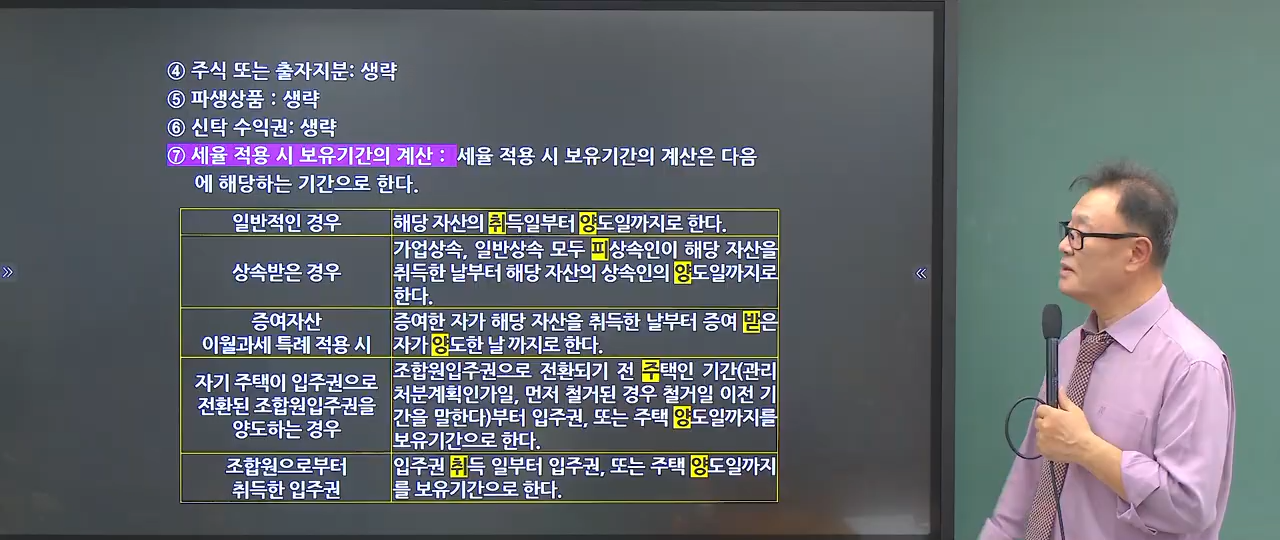 ④ 주식 또는 출자지분: 생략
⑤ 파생상품 : 생략
⑥ 신탁 수익권: 생략
⑦ 세율 적용 시 보유기간의 계산 : 세율 적용 시 보유기간의 계산은 다음
에 해당하는 기간으로 한다.
일반적인 경우
해당 자산의 취득일부터 양도일까지로 한다.
상속받은 경우
가업상속, 일반상속 모두 피상속인이 해당 자산을
취득한 날부터 해당 자산의 상속인의 양도일까지로
한다.
증여자산
이월과세 특례 적용 시
증여한 자가 해당 자산을 취득한 날부터 증여 받은
자가 양도한 날 까지로 한다.
자기 주택이 입주권으로
전환된 조합원입주권을
양도하는 경우
조합원입주권으로 전환되기 전 주택인 기간(관리
처분계획인가일, 먼저 철거된 경우 철거일 이전 기
간을 말한다)부터 입주권, 또는 주택 양도일까지를
보유기간으로 한다.
조합원으로부터
취득한 입주권
입주권 취득 일부터 입주권, 또는 주택 양도일까지
를 보유기간으로 한다.